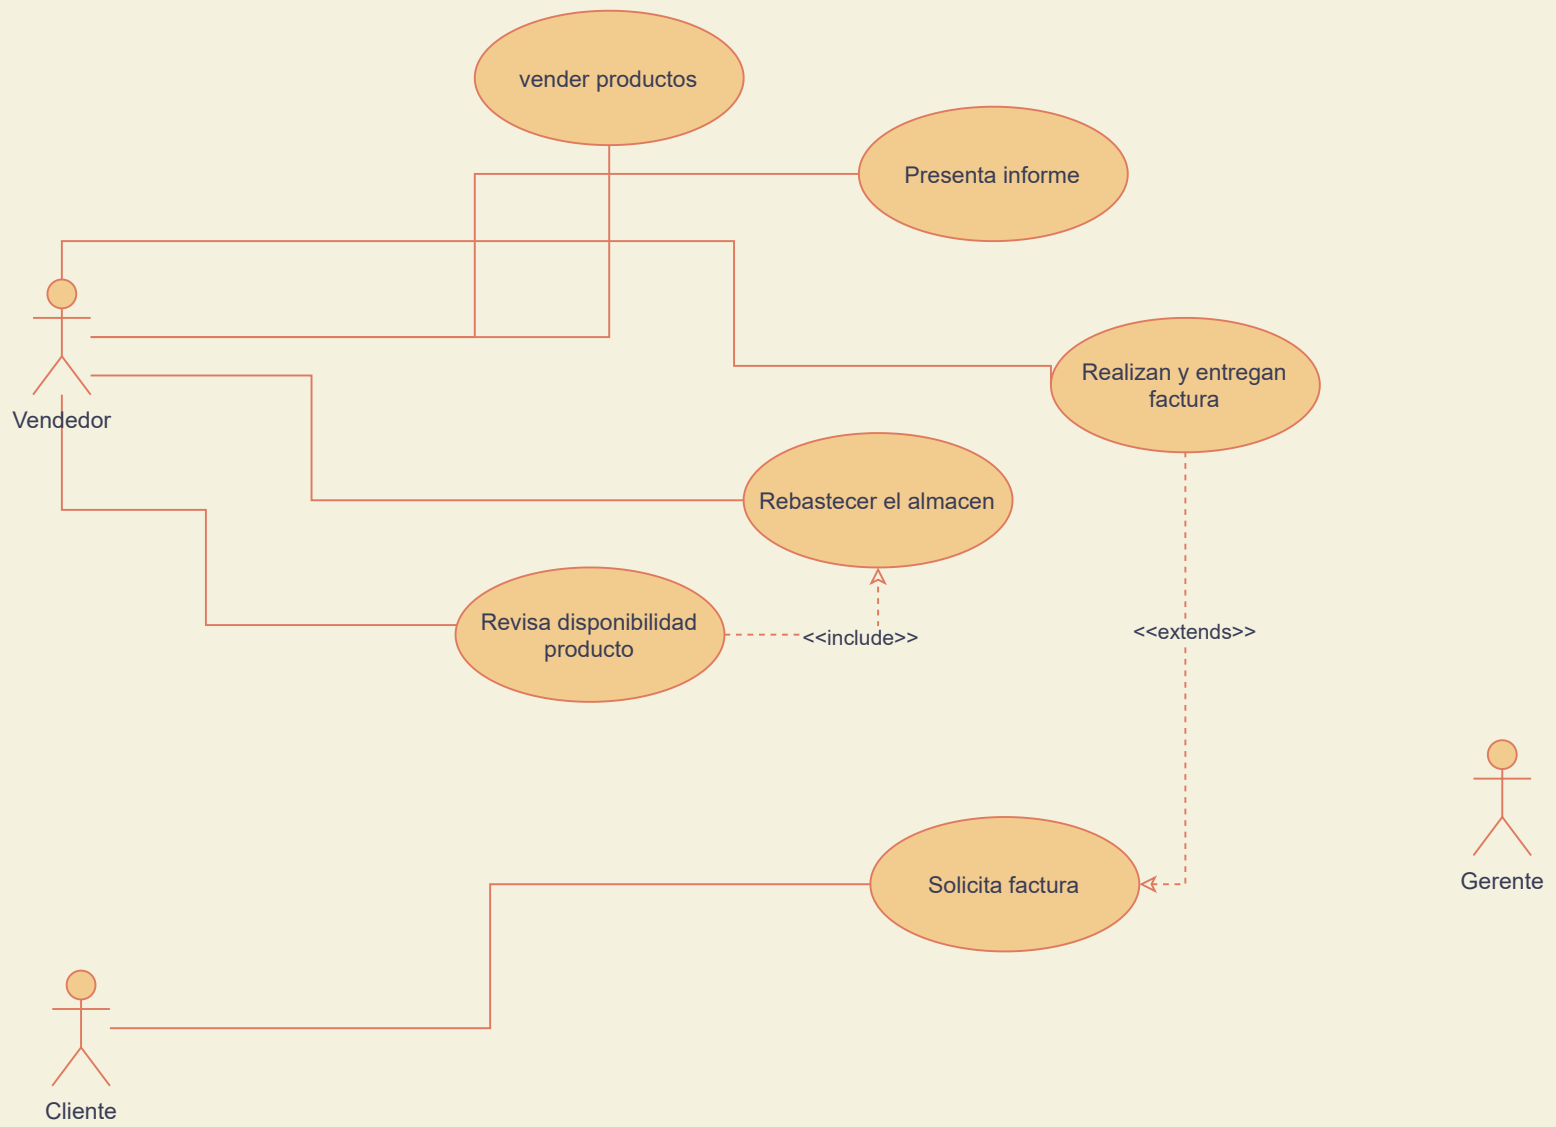 vender productos
Presenta informe
Realizan y entregan
factura
Vendedor
Rebastecer el almacen
Revisa disponibilidad
producto
<<include>>
<<extends>>
Solicita factura
Gerente
Cliente